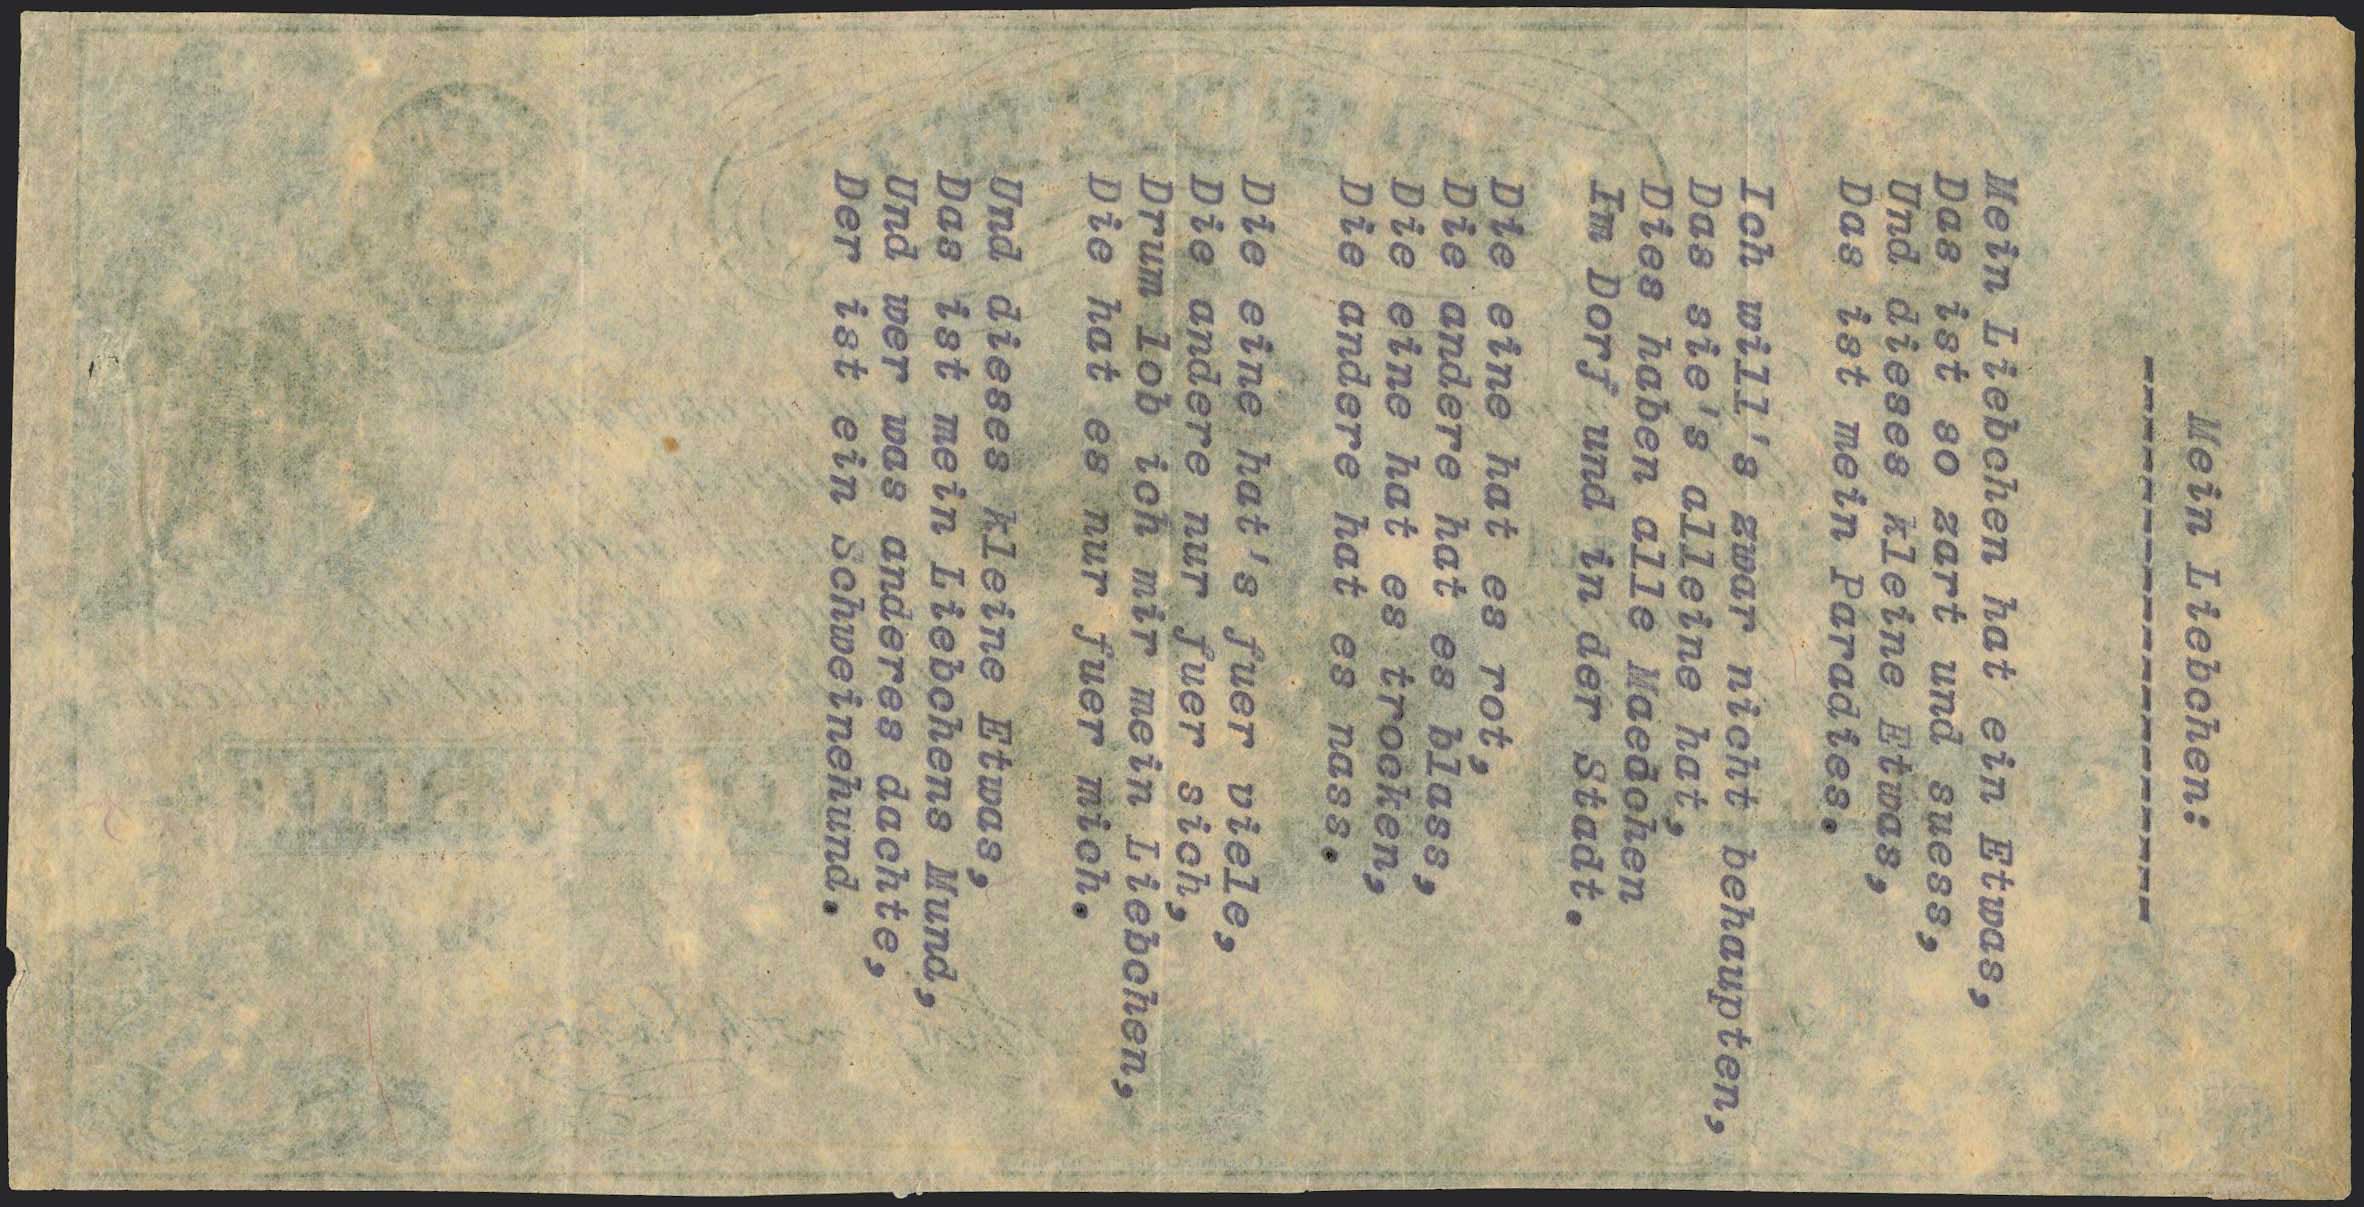 Mein Liebchen:
Mein Liebchen hat ein Etwas,
Das ist so zart und suess,
Und dieses kleine Etwas,
Das ist mein Paradies.
Ich will's zwar nicht behaupten,
Das sie's alleine hat,
Dies haben alle Maedchen
Im Dorf und in der Stadt.
Die eine hat es rot,
Die andere hat es blass,
Die eine hat es trocken,
Die andere hat es nass.
Die eine hat's fuer viele,
Die andere nur fuer sich,
Drum lob ich mir mein Liebchen,
Die hat es nur fuer mich.
Und dieses kleine Etwas,
Das ist mein Liebchens Mund,
Und wer was anderes dachte,
Der ist ein Schweinehund.